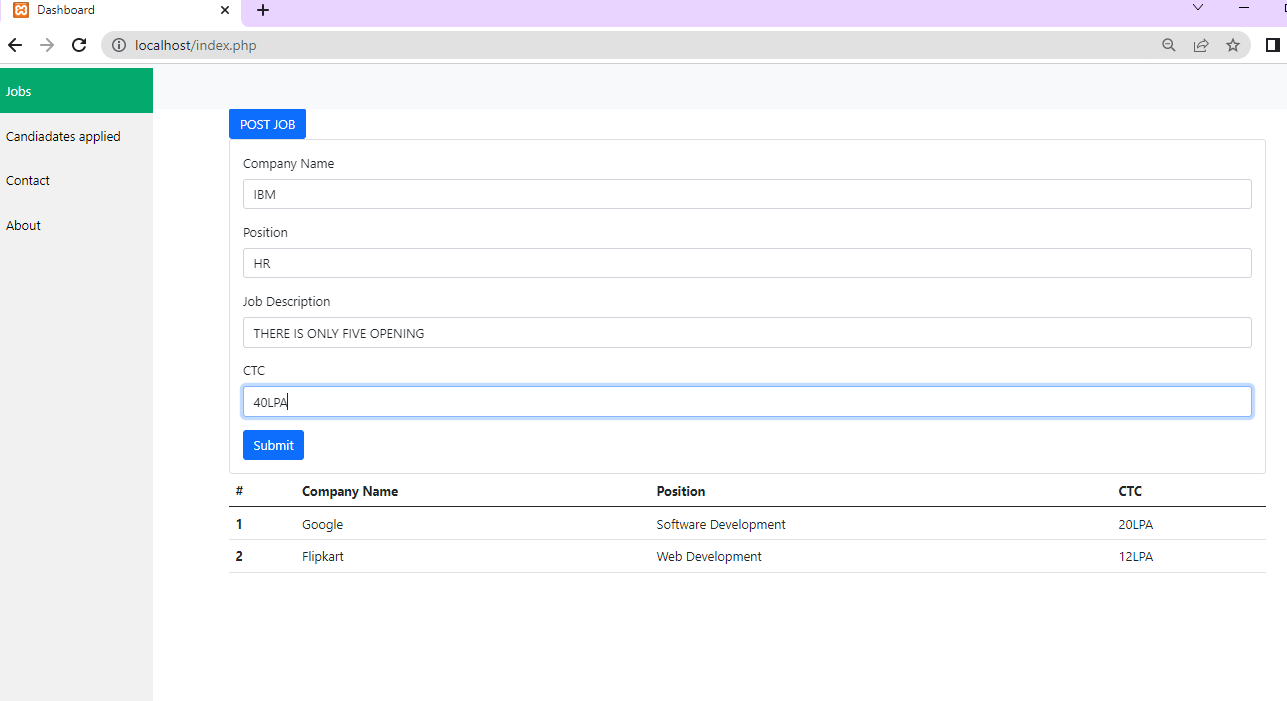 Dashboard
localhost/index.php
Jobs
Candiadates applied
Contact
About
POST JOB
Company Name
IBM
Position
HR
Job Description
THERE IS ONLY FIVE OPENING
CTC
40LPA
Submit
# Company Name Position CTC
1 Google Software Development 20LPA
2 Flipkart Web Development 12LPA